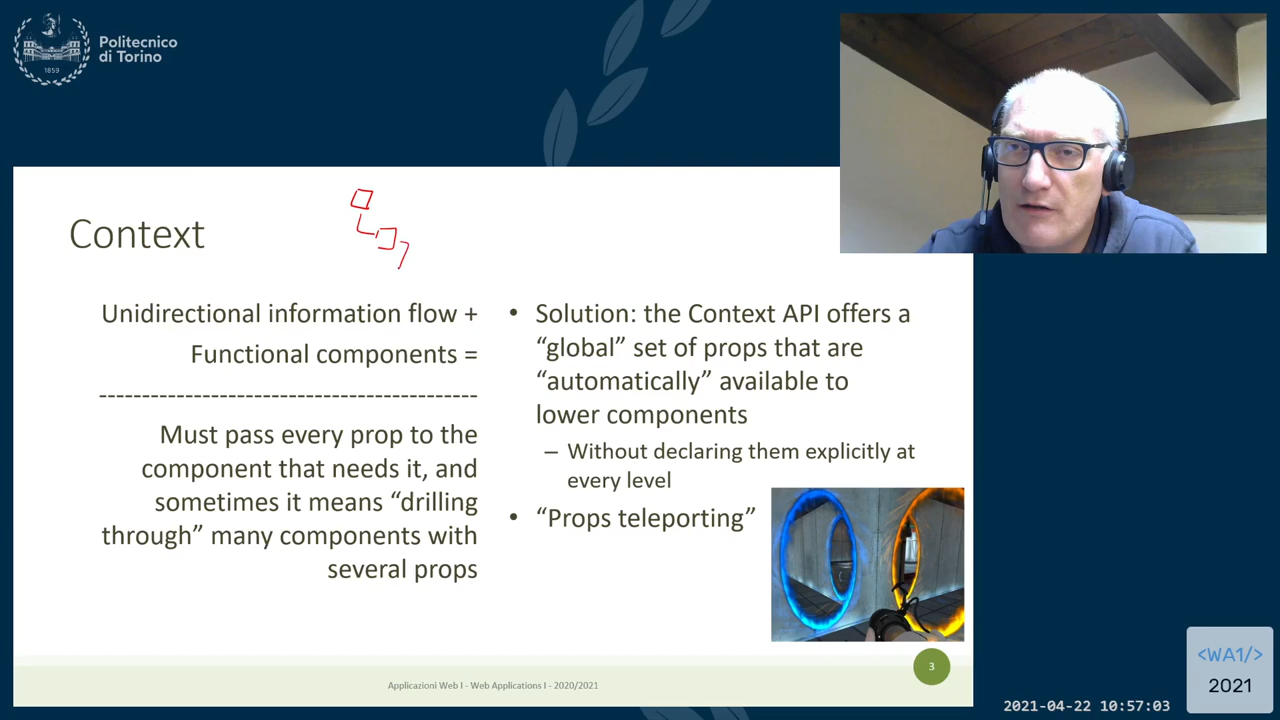 Politecnico
di Torino
1859
Context
Unidirectional information flow +
Functional components =
--------------------------------------------
Must pass every prop to the
component that needs it, and
sometimes it means “drilling
through” many components with
several props
• Solution: the Context API offers a
“global” set of props that are
“automatically” available to
lower components
– Without declaring them explicitly at
every level
• “Props teleporting”
3
Applicazioni Web I - Web Applications I - 2020/2021
<WA1/>
2021
2021-04-22 10:57:03